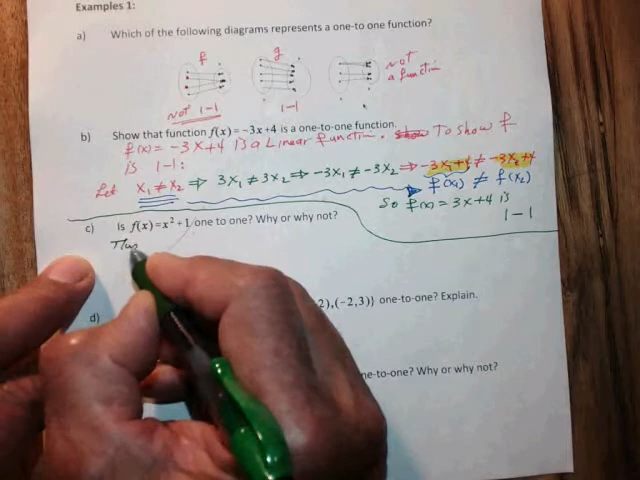 Examples 1:
a) Which of the following diagrams represents a one-to one function?
f g
Not 1-1 1-1 Not a functi
b) Show that function f(x) = −3x+4 is a one-to-one function.
f(x) = -3x+4 is a Linear function. To show f
is 1-1:
Let x₁ ≠ x₂ ⇒ 3x₁ ≠ 3x₂ ⇒ -3x₁ ≠ -3x₂ ⇒ -3x₁+4 ≠ -3x₂+4
f(x₁) ≠ f(x₂)
So f(x) = 3x+4 is
1-1
c) Is f(x) = x² + 1 one to one? Why or why not?
d) 2),(−2,3)} one-to-one? Explain.
ne-to-one? Why or why not?